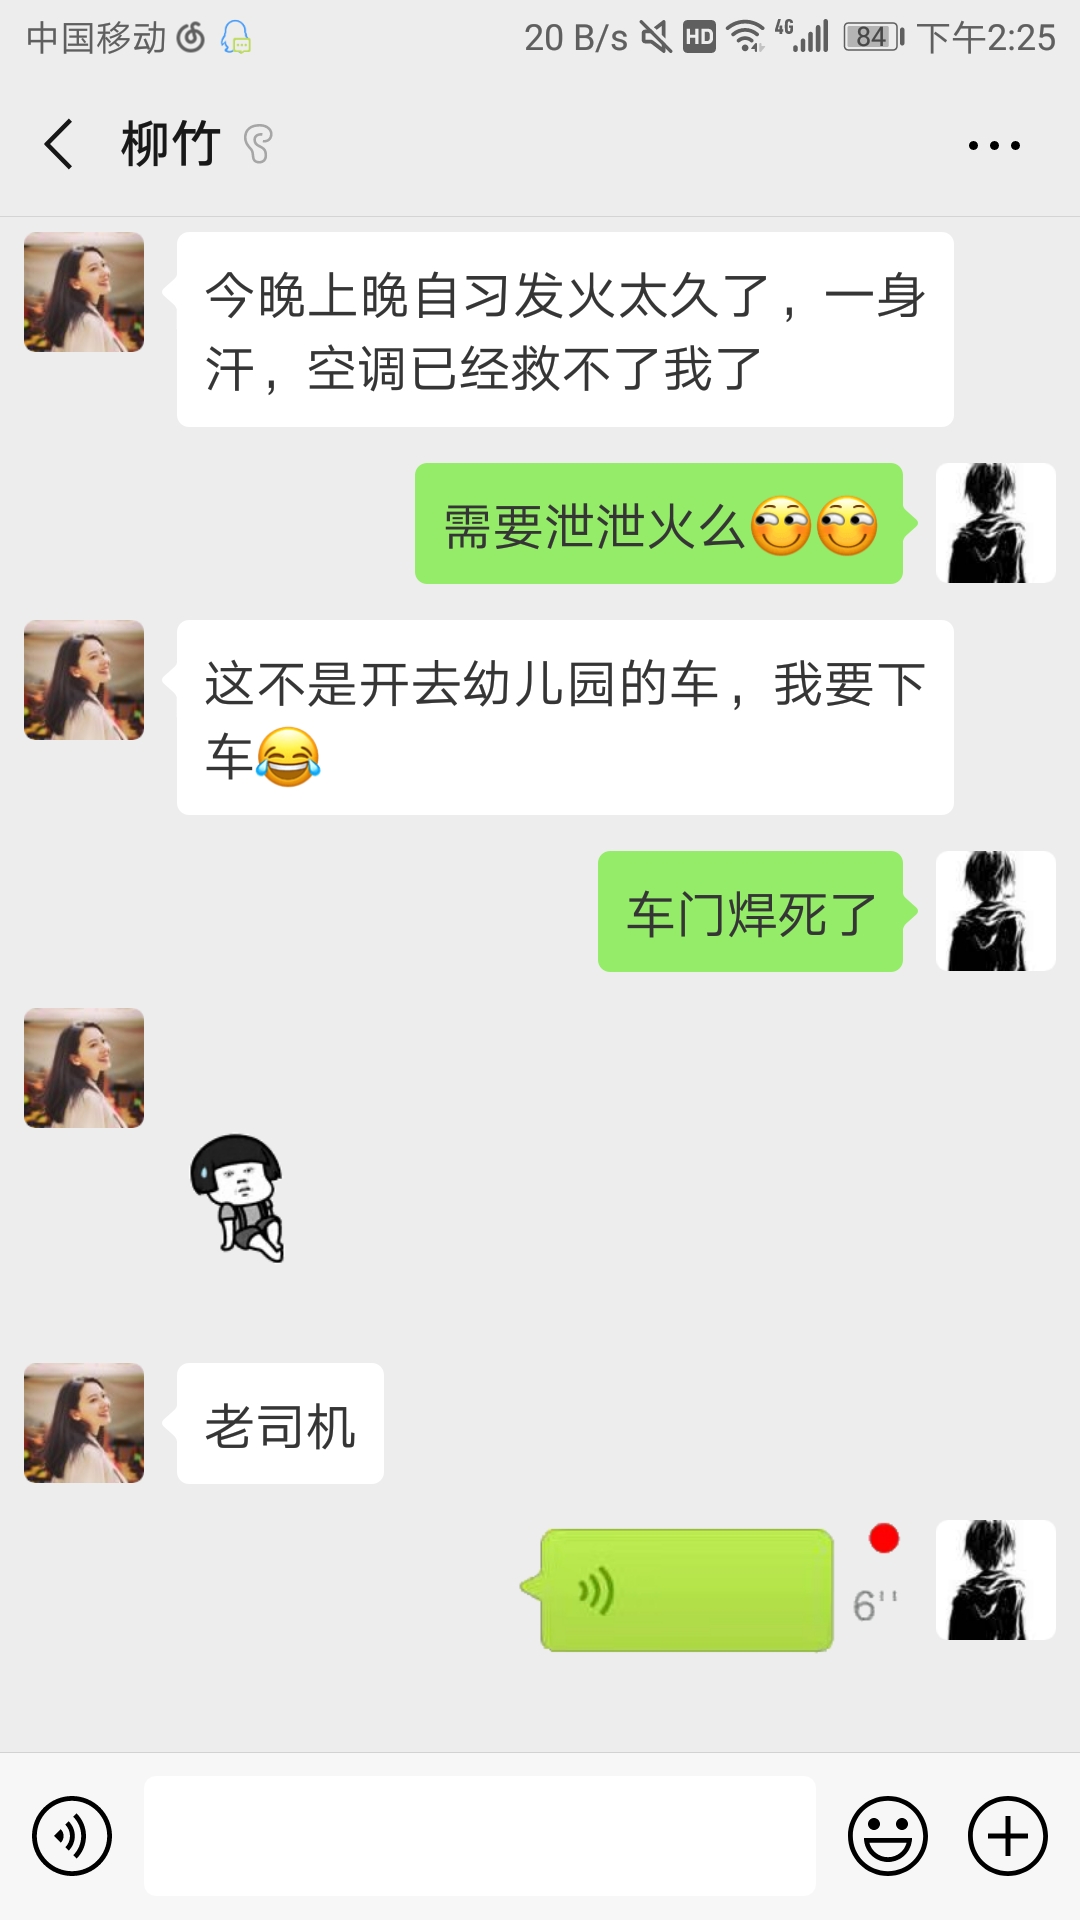 中国移动 20 B/s HD 4G 84 下午2:25
柳竹
今晚上晚自习发火太久了，一身
汗，空调已经救不了我了
需要泄泄火么
这不是开去幼儿园的车，我要下
车
车门焊死了
老司机
6''